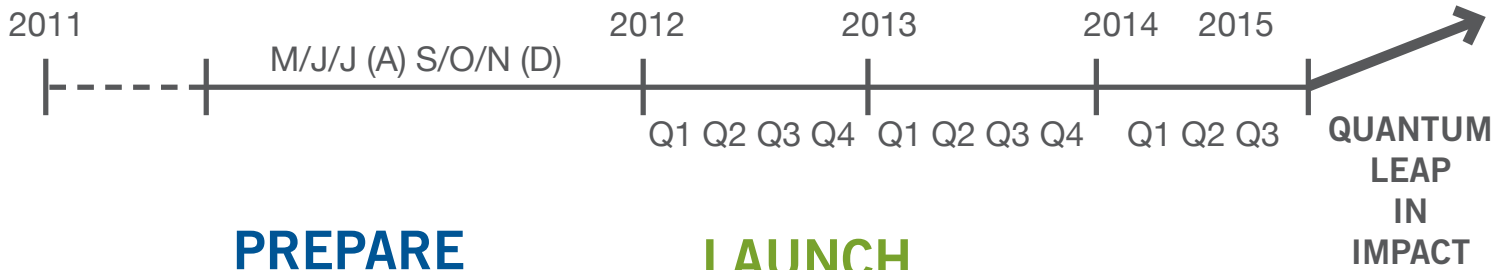 2011 2012 2013 2014 2015
M/J/J (A) S/O/N (D)
Q1 Q2 Q3 Q4 Q1 Q2 Q3 Q4 Q1 Q2 Q3
QUANTUM
LEAP
IN
IMPACT
PREPARE
LAUNCH